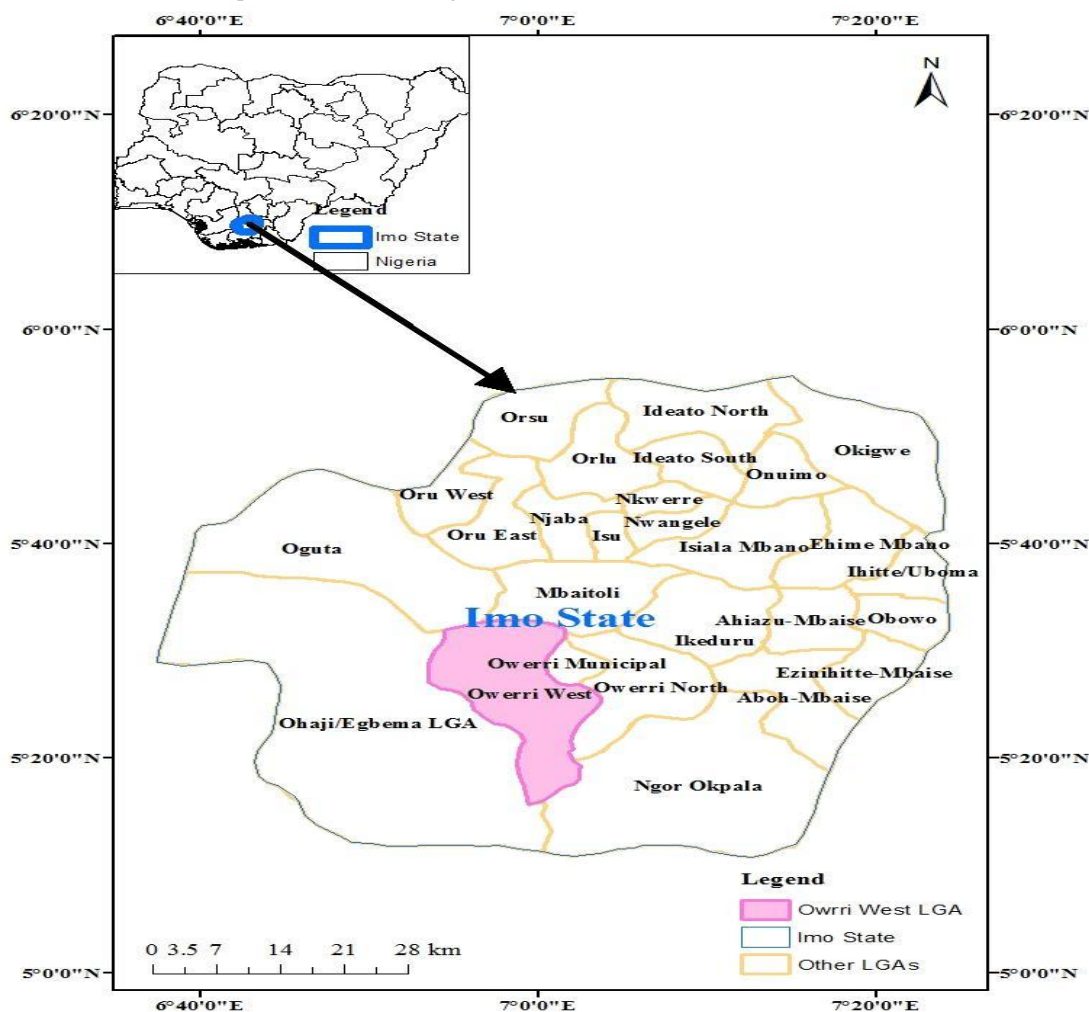 6°40'0"E
7°0'0"E
7°20'0"E
N
6°20'0"N
6°20'0"N
Legend
Imo State
Nigeria
6°0'0"N
6°0'0"N
Orsu
Ideato North
Okigwe
Orlu
Ideato South
Onuimo
Oru West
Nkwerre
Njaba
Nwangele
Oru East
Isu
Isiala Mbano
Ehime Mbano
Oguta
5°40'0"N
5°40'0"N
Ihitte/Uboma
Mbaitoli
Imo State
Ahiazu-Mbaise
Obowo
Ikeduru
Owerri Municipal
Ezinihitte-Mbaise
Owerri West
Owerri North
Aboh-Mbaise
Ohaji/Egbema LGA
5°20'0"N
5°20'0"N
Ngor Okpala
Legend
Owrri West LGA
Imo State
Other LGAs
0 3.5 7 14 21 28 km
5°0'0"N
5°0'0"N
6°40'0"E
7°0'0"E
7°20'0"E